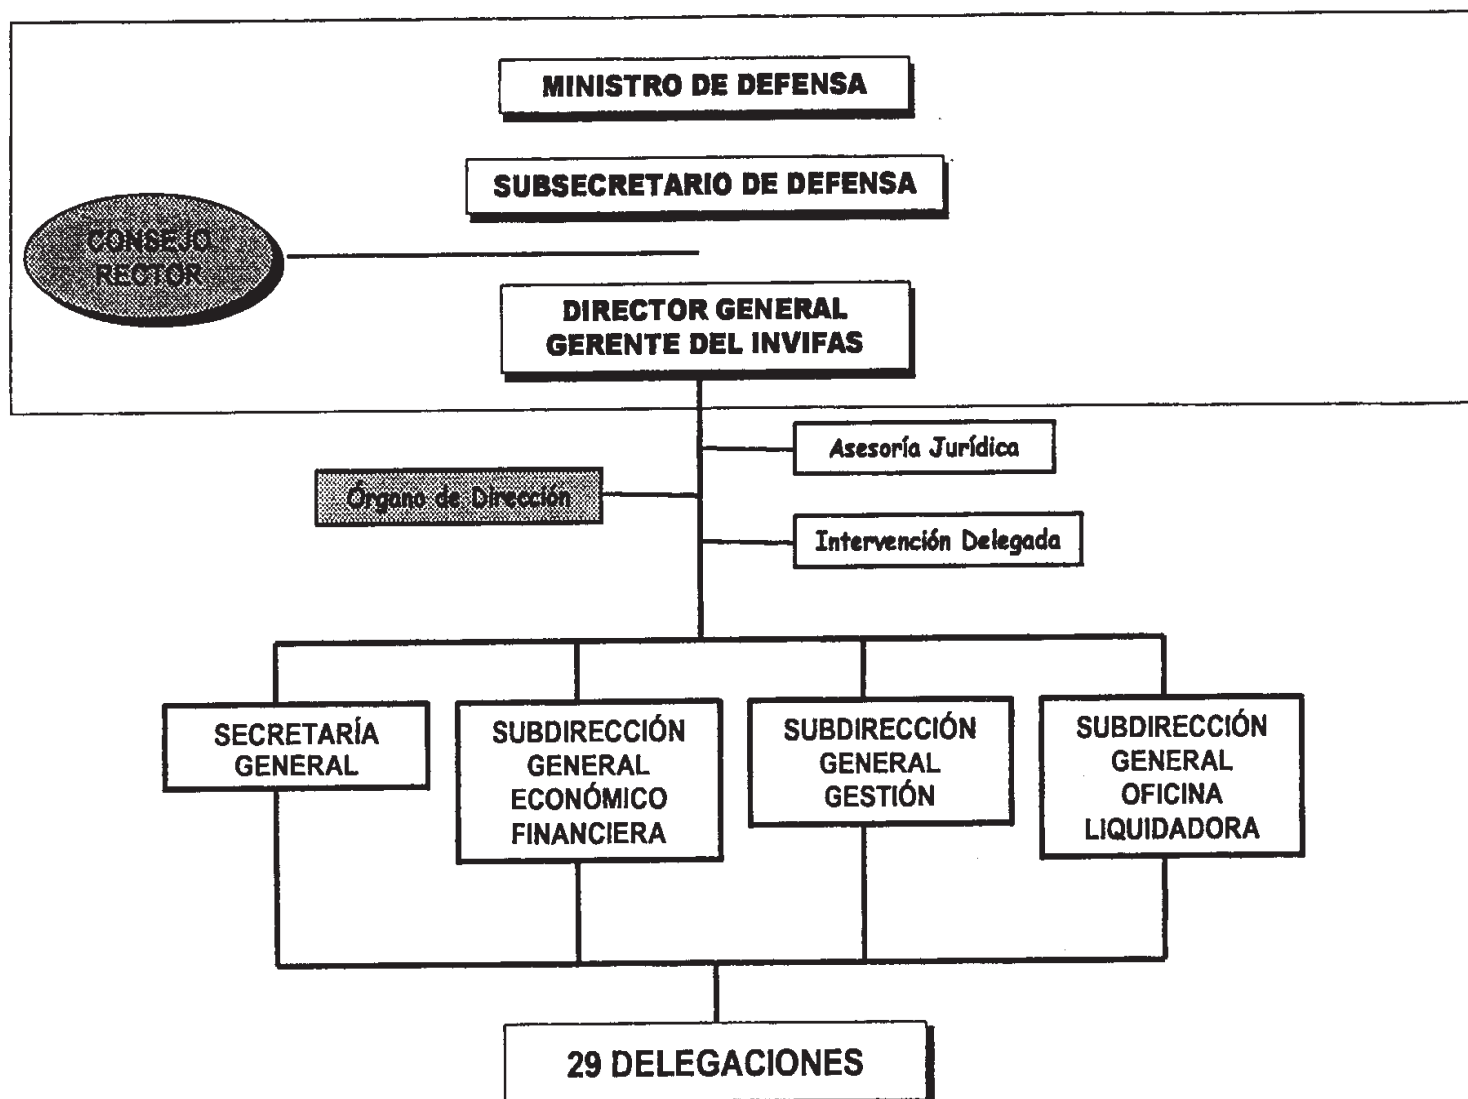 MINISTRO DE DEFENSA
SUBSECRETARIO DE DEFENSA
CONSEJO
RECTOR
DIRECTOR GENERAL
GERENTE DEL INVIFAS
Asesoría Jurídica
Órgano de Dirección
Intervención Delegada
SECRETARÍA
GENERAL
SUBDIRECCIÓN
GENERAL
ECONÓMICO
FINANCIERA
SUBDIRECCIÓN
GENERAL
GESTIÓN
SUBDIRECCIÓN
GENERAL
OFICINA
LIQUIDADORA
29 DELEGACIONES